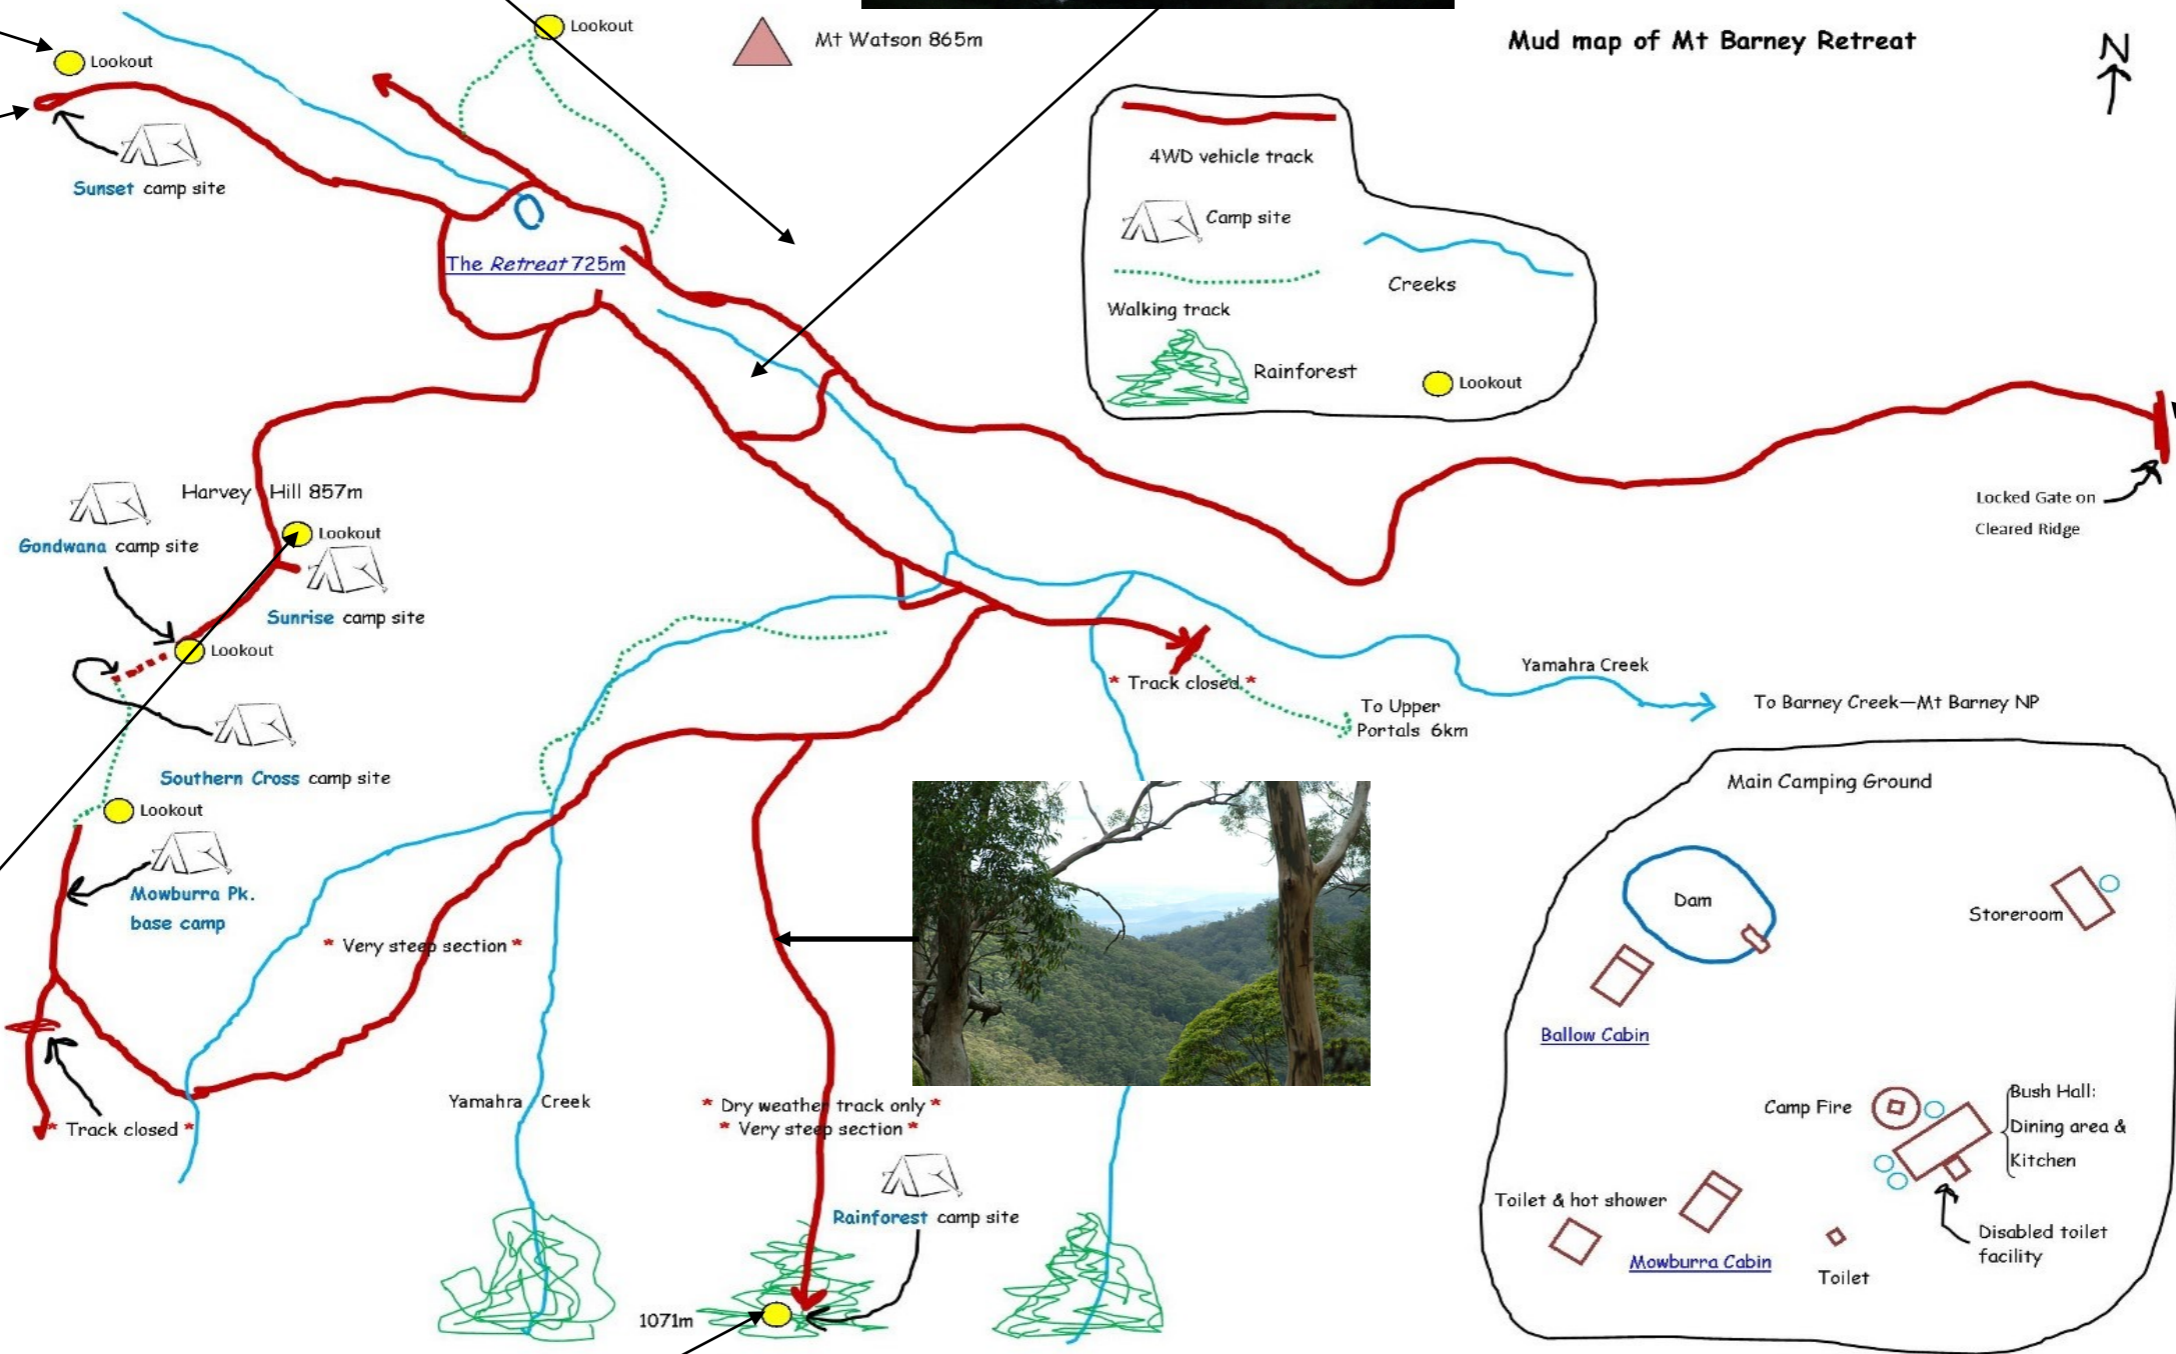 Lookout
Mt Watson 865m
Mud map of Mt Barney Retreat
N
Lookout
Sunset camp site
The Retreat 725m
4WD vehicle track
Camp site
Creeks
Walking track
Rainforest
Lookout
Locked Gate on
Cleared Ridge
Harvey Hill 857m
Lookout
Gondwana camp site
Sunrise camp site
Lookout
Southern Cross camp site
Lookout
Mowburra Pk.
base camp
* Very steep section *
* Track closed *
* Track closed *
To Upper
Portals 6km
Yamahra Creek
To Barney Creek—Mt Barney NP
Yamahra Creek
* Dry weather track only *
* Very steep section *
Rainforest camp site
1071m
Main Camping Ground
Dam
Storeroom
Ballow Cabin
Camp Fire
Bush Hall:
Dining area &
Kitchen
Toilet & hot shower
Mowburra Cabin
Toilet
Disabled toilet
facility